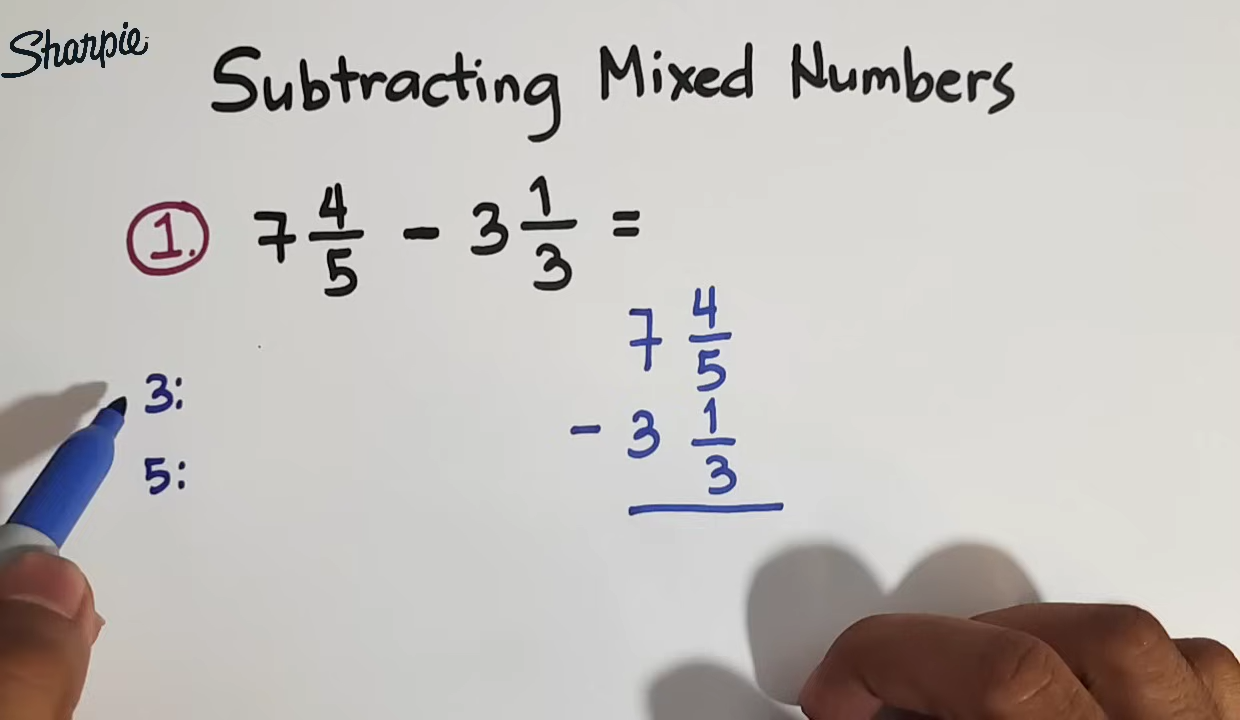 Sharpie
Subtracting Mixed Numbers
1. 7 4/5 - 3 1/3 =
7 4/5
3:
- 3 1/3
5: